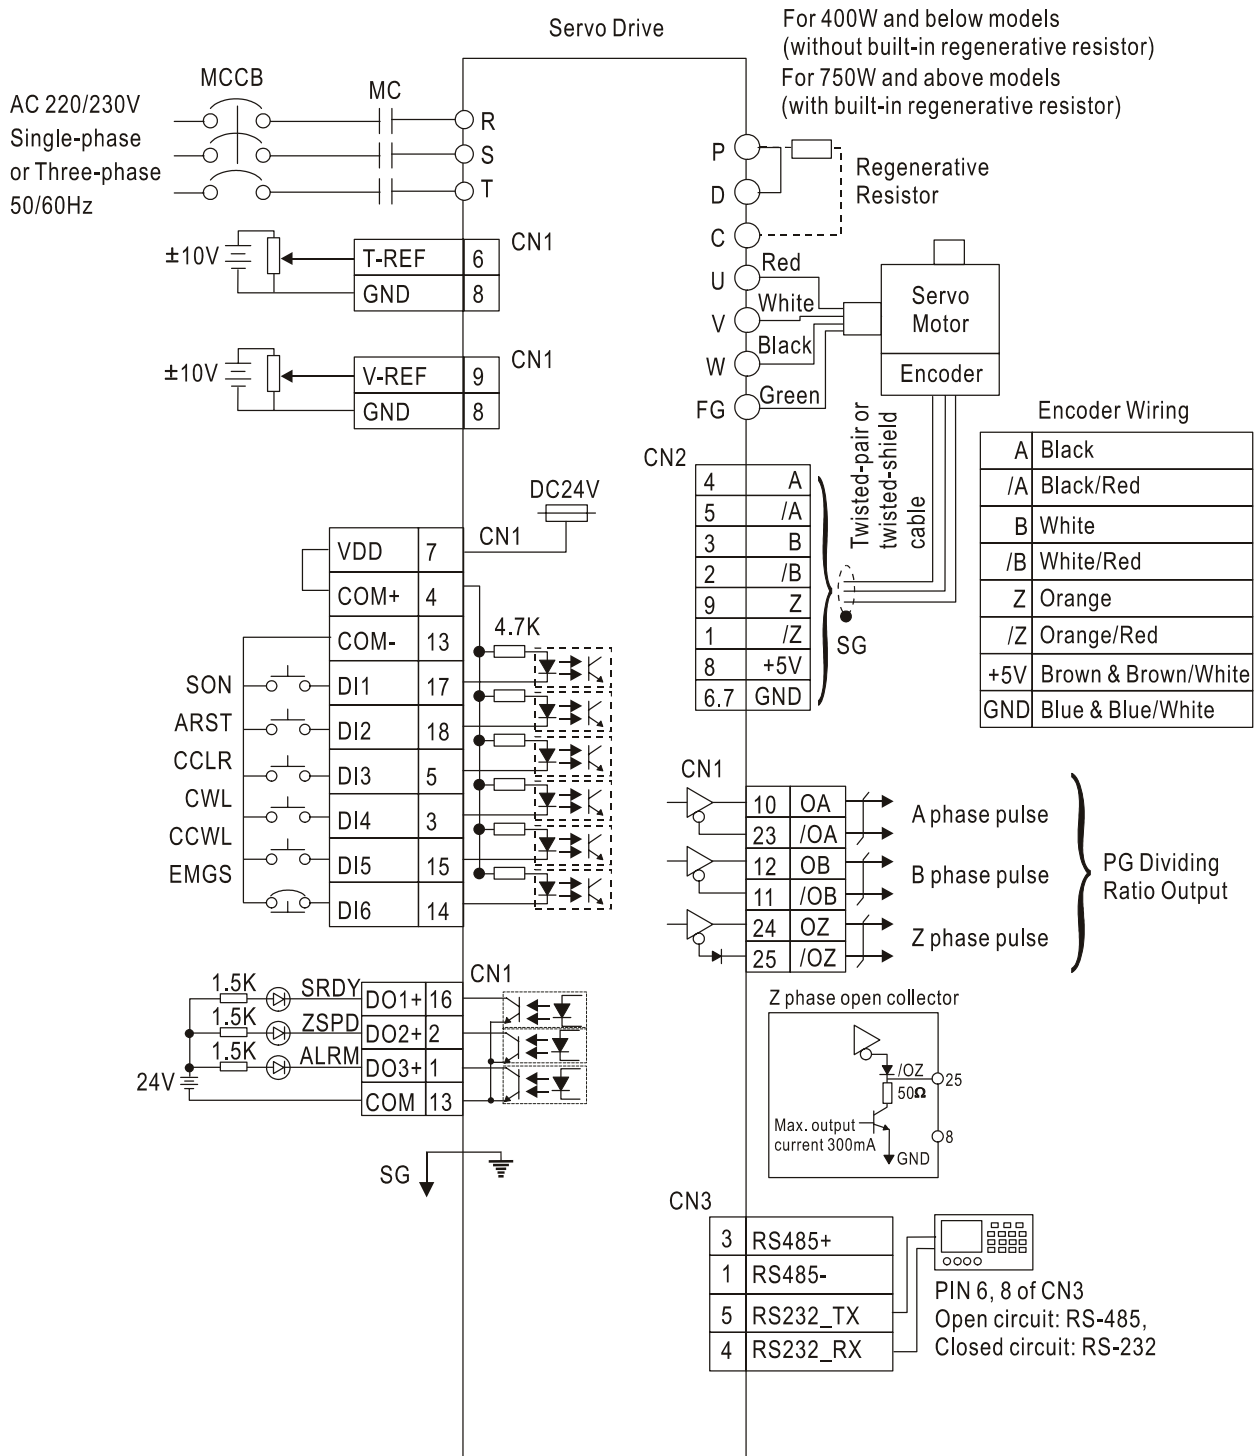 Servo Drive
For 400W and below models
(without built-in regenerative resistor)
For 750W and above models
(with built-in regenerative resistor)
MCCB
MC
AC 220/230V
Single-phase
or Three-phase
50/60Hz
R
S
T
P
D
C
Regenerative
Resistor
±10V
T-REF 6
GND 8
CN1
±10V
V-REF 9
GND 8
CN1
U Red
V White
W Black
FG Green
Servo
Motor
Encoder
Twisted-pair or
twisted-shield
cable
SG
Encoder Wiring
A Black
/A Black/Red
B White
/B White/Red
Z Orange
/Z Orange/Red
+5V Brown & Brown/White
GND Blue & Blue/White
CN2
4 A
5 /A
3 B
2 /B
9 Z
1 /Z
8 +5V
6.7 GND
DC24V
CN1
VDD 7
COM+ 4
COM- 13
4.7K
SON DI1 17
ARST DI2 18
CCLR DI3 5
CWL DI4 3
CCWL DI5 15
EMGS DI6 14
CN1
10 OA
23 /OA
A phase pulse
12 OB
11 /OB
B phase pulse
24 OZ
25 /OZ
Z phase pulse
PG Dividing
Ratio Output
CN1
1.5K SRDY DO1+ 16
1.5K ZSPD DO2+ 2
1.5K ALRM DO3+ 1
24V COM 13
SG
Z phase open collector
/OZ
25
50Ω
Max. output
current 300mA
8
GND
CN3
3 RS485+
1 RS485-
5 RS232_TX
4 RS232_RX
PIN 6, 8 of CN3
Open circuit: RS-485,
Closed circuit: RS-232